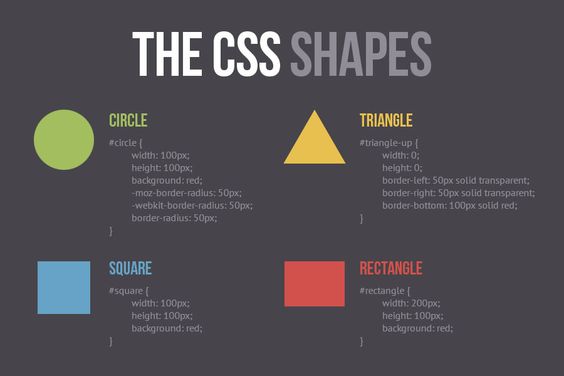 THE CSS SHAPES
CIRCLE
#circle {
width: 100px;
height: 100px;
background: red;
-moz-border-radius: 50px;
-webkit-border-radius: 50px;
border-radius: 50px;
}
TRIANGLE
#triangle-up {
width: 0;
height: 0;
border-left: 50px solid transparent;
border-right: 50px solid transparent;
border-bottom: 100px solid red;
}
SQUARE
#square {
width: 100px;
height: 100px;
background: red;
}
RECTANGLE
#rectangle {
width: 200px;
height: 100px;
background: red;
}